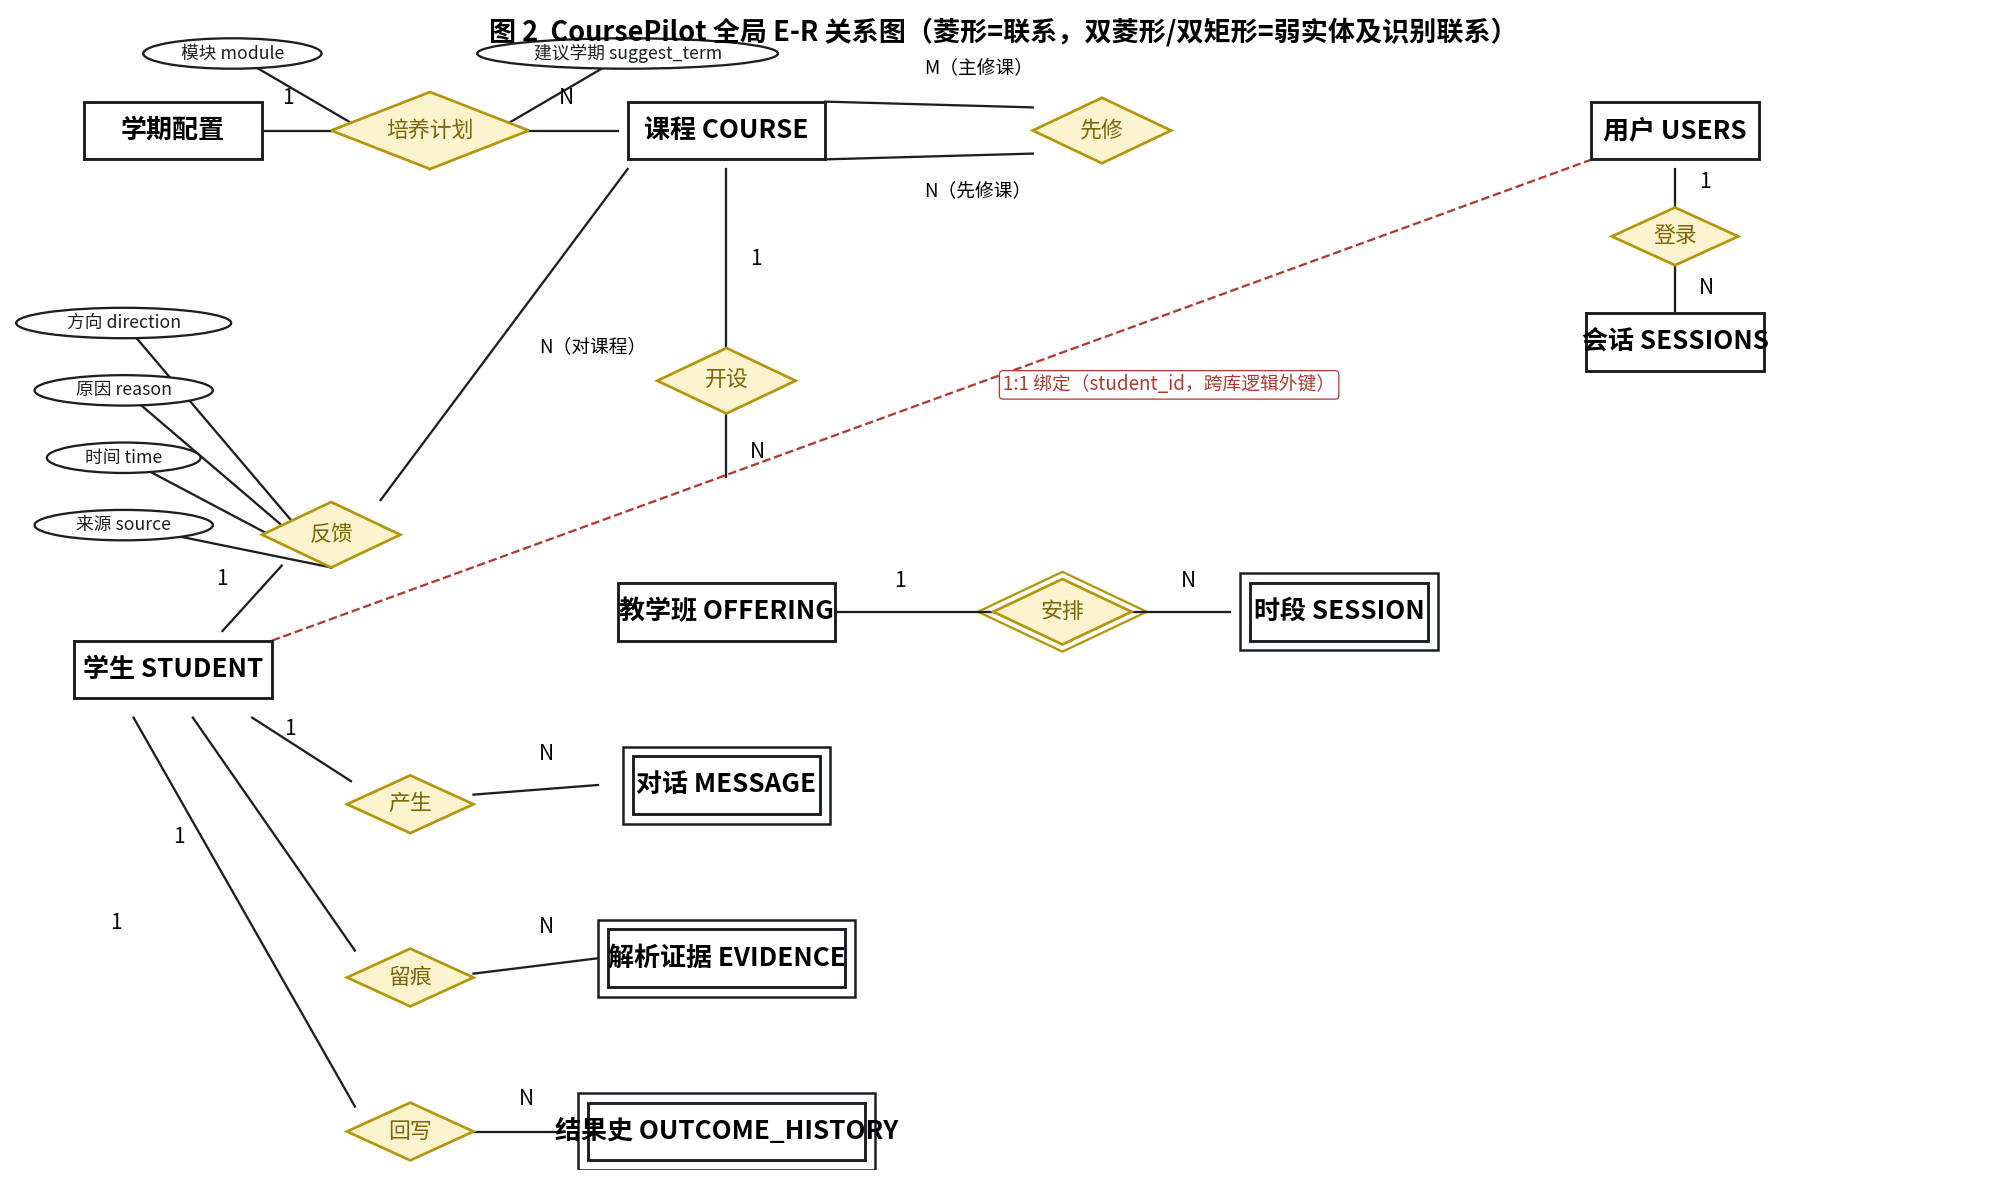 图 2  CoursePilot 全局 E-R 关系图（菱形=联系，双菱形/双矩形=弱实体及识别联系）
模块 module
建议学期 suggest_term
M（主修课）
1
N
学期配置
培养计划
课程 COURSE
先修
用户 USERS
N（先修课）
1
登录
1
N
方向 direction
会话 SESSIONS
N（对课程）
开设
1:1 绑定（student_id，跨库逻辑外键）
原因 reason
N
时间 time
来源 source
反馈
1
1
N
教学班 OFFERING
安排
时段 SESSION
学生 STUDENT
1
N
对话 MESSAGE
产生
1
1
N
解析证据 EVIDENCE
留痕
N
回写
结果史 OUTCOME_HISTORY